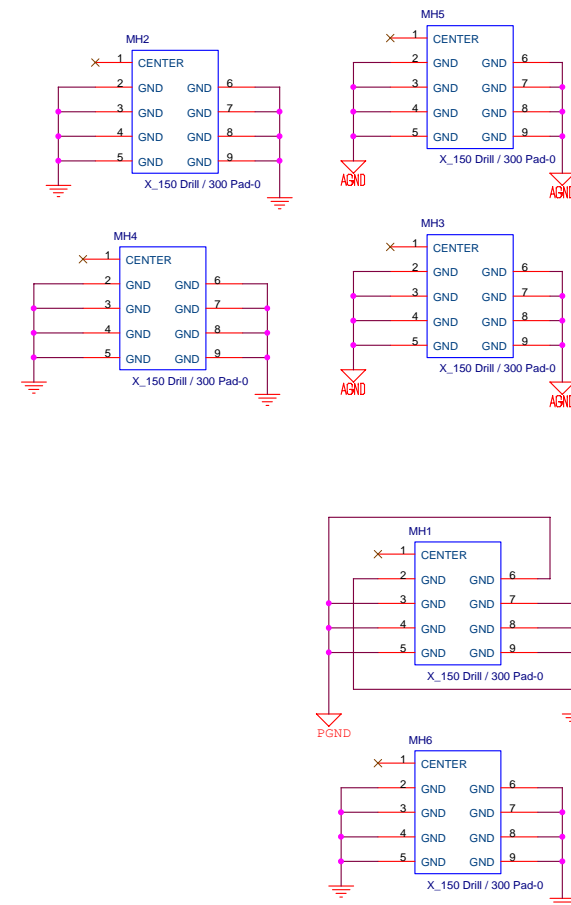 MH2
1 CENTER
2 GND GND 6
3 GND GND 7
4 GND GND 8
5 GND GND 9
X_150 Drill / 300 Pad-0
MH5
1 CENTER
2 GND GND 6
3 GND GND 7
4 GND GND 8
5 GND GND 9
X_150 Drill / 300 Pad-0
AGND AGND
MH4
1 CENTER
2 GND GND 6
3 GND GND 7
4 GND GND 8
5 GND GND 9
X_150 Drill / 300 Pad-0
MH3
1 CENTER
2 GND GND 6
3 GND GND 7
4 GND GND 8
5 GND GND 9
X_150 Drill / 300 Pad-0
AGND AGND
MH1
1 CENTER
2 GND GND 6
3 GND GND 7
4 GND GND 8
5 GND GND 9
X_150 Drill / 300 Pad-0
PGND
MH6
1 CENTER
2 GND GND 6
3 GND GND 7
4 GND GND 8
5 GND GND 9
X_150 Drill / 300 Pad-0